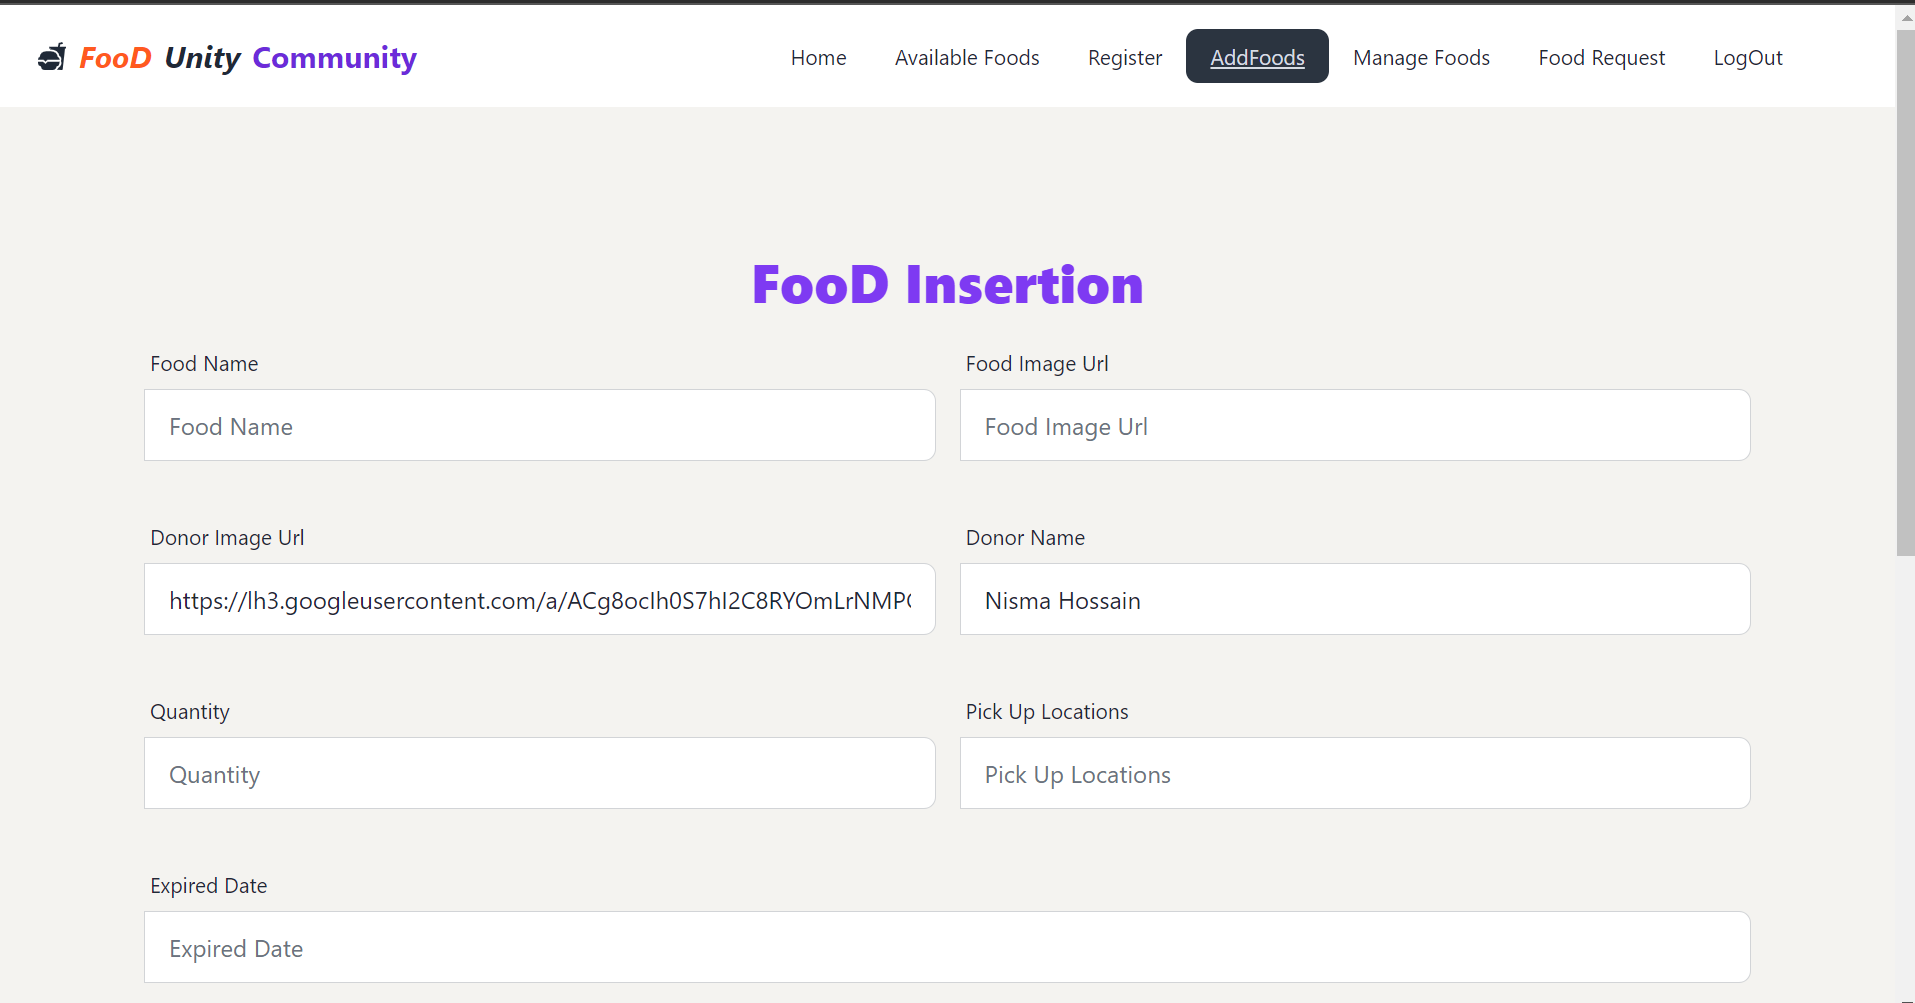 FooD Unity Community
Home Available Foods Register AddFoods Manage Foods Food Request LogOut
FooD Insertion
Food Name Food Image Url
Food Name Food Image Url
Donor Image Url Donor Name
https://lh3.googleusercontent.com/a/ACg8ocIh0S7hI2C8RYOmLrNMP Nisma Hossain
Quantity Pick Up Locations
Quantity Pick Up Locations
Expired Date
Expired Date